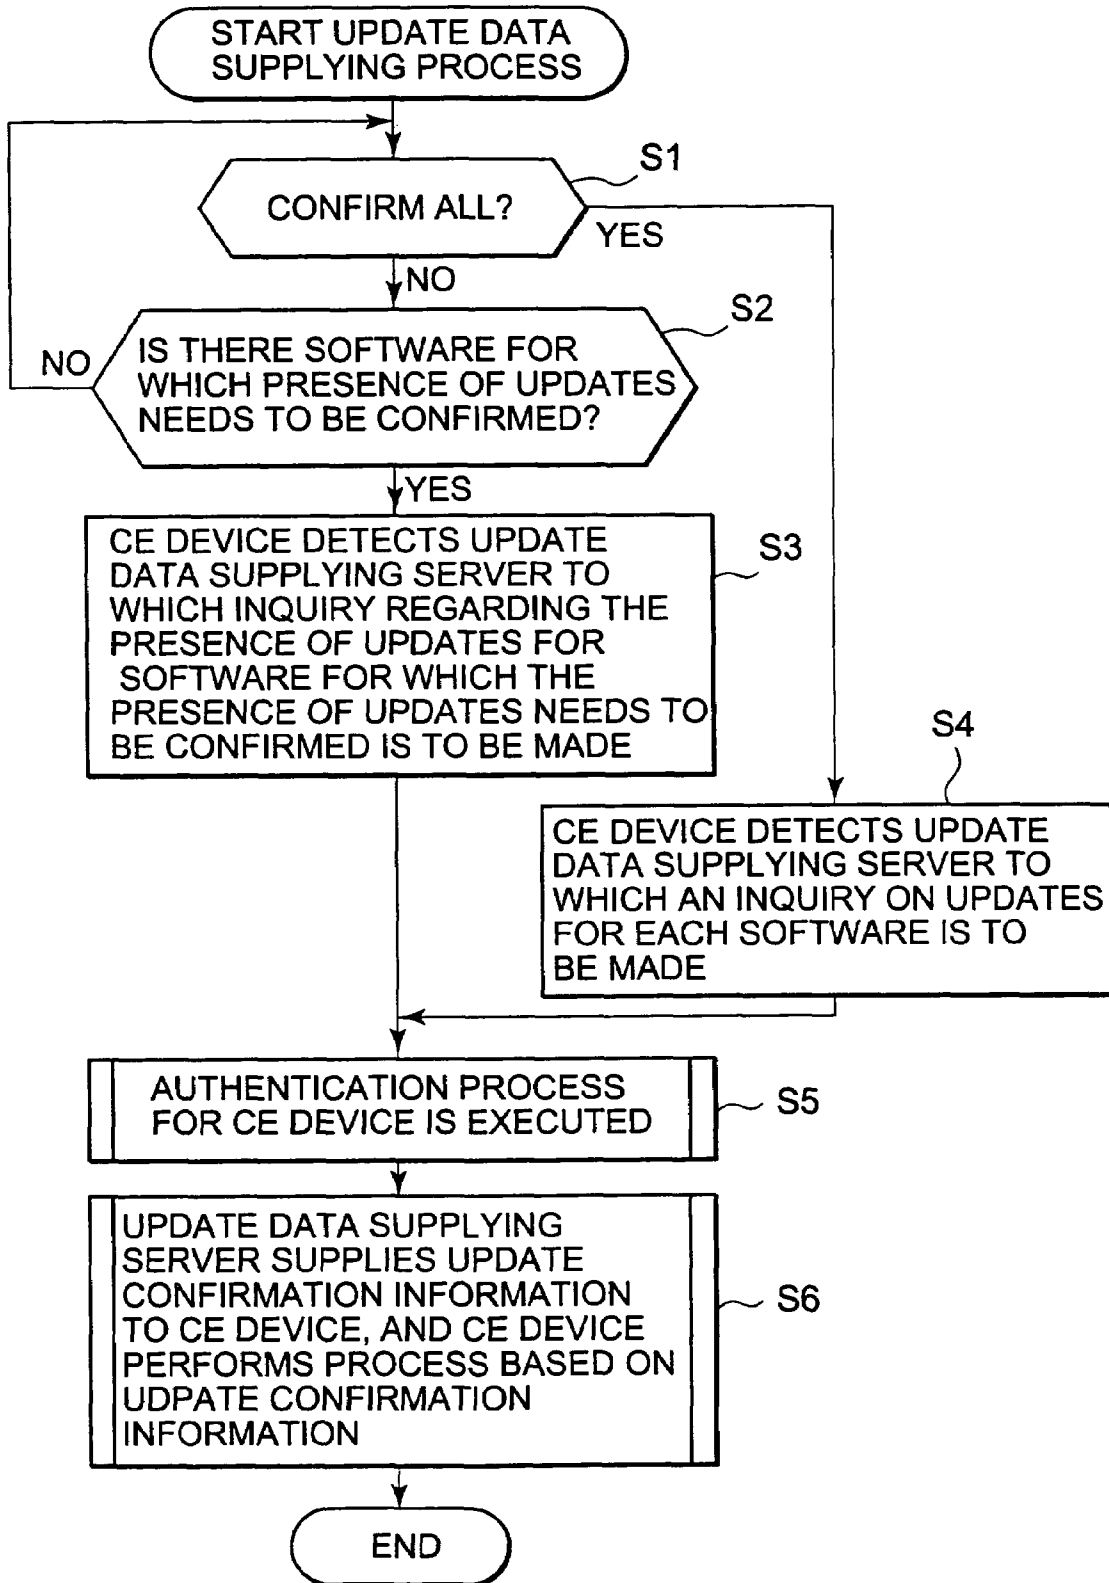 START UPDATE DATA
SUPPLYING PROCESS
S1
CONFIRM ALL?
YES
NO
S2
IS THERE SOFTWARE FOR
WHICH PRESENCE OF UPDATES
NEEDS TO BE CONFIRMED?
NO
YES
CE DEVICE DETECTS UPDATE
DATA SUPPLYING SERVER TO
WHICH INQUIRY REGARDING THE
PRESENCE OF UPDATES FOR
SOFTWARE FOR WHICH THE
PRESENCE OF UPDATES NEEDS TO
BE CONFIRMED IS TO BE MADE
S3
S4
CE DEVICE DETECTS UPDATE
DATA SUPPLYING SERVER TO
WHICH AN INQUIRY ON UPDATES
FOR EACH SOFTWARE IS TO
BE MADE
AUTHENTICATION PROCESS
FOR CE DEVICE IS EXECUTED
S5
UPDATE DATA SUPPLYING
SERVER SUPPLIES UPDATE
CONFIRMATION INFORMATION
TO CE DEVICE, AND CE DEVICE
PERFORMS PROCESS BASED ON
UDPATE CONFIRMATION
INFORMATION
S6
END